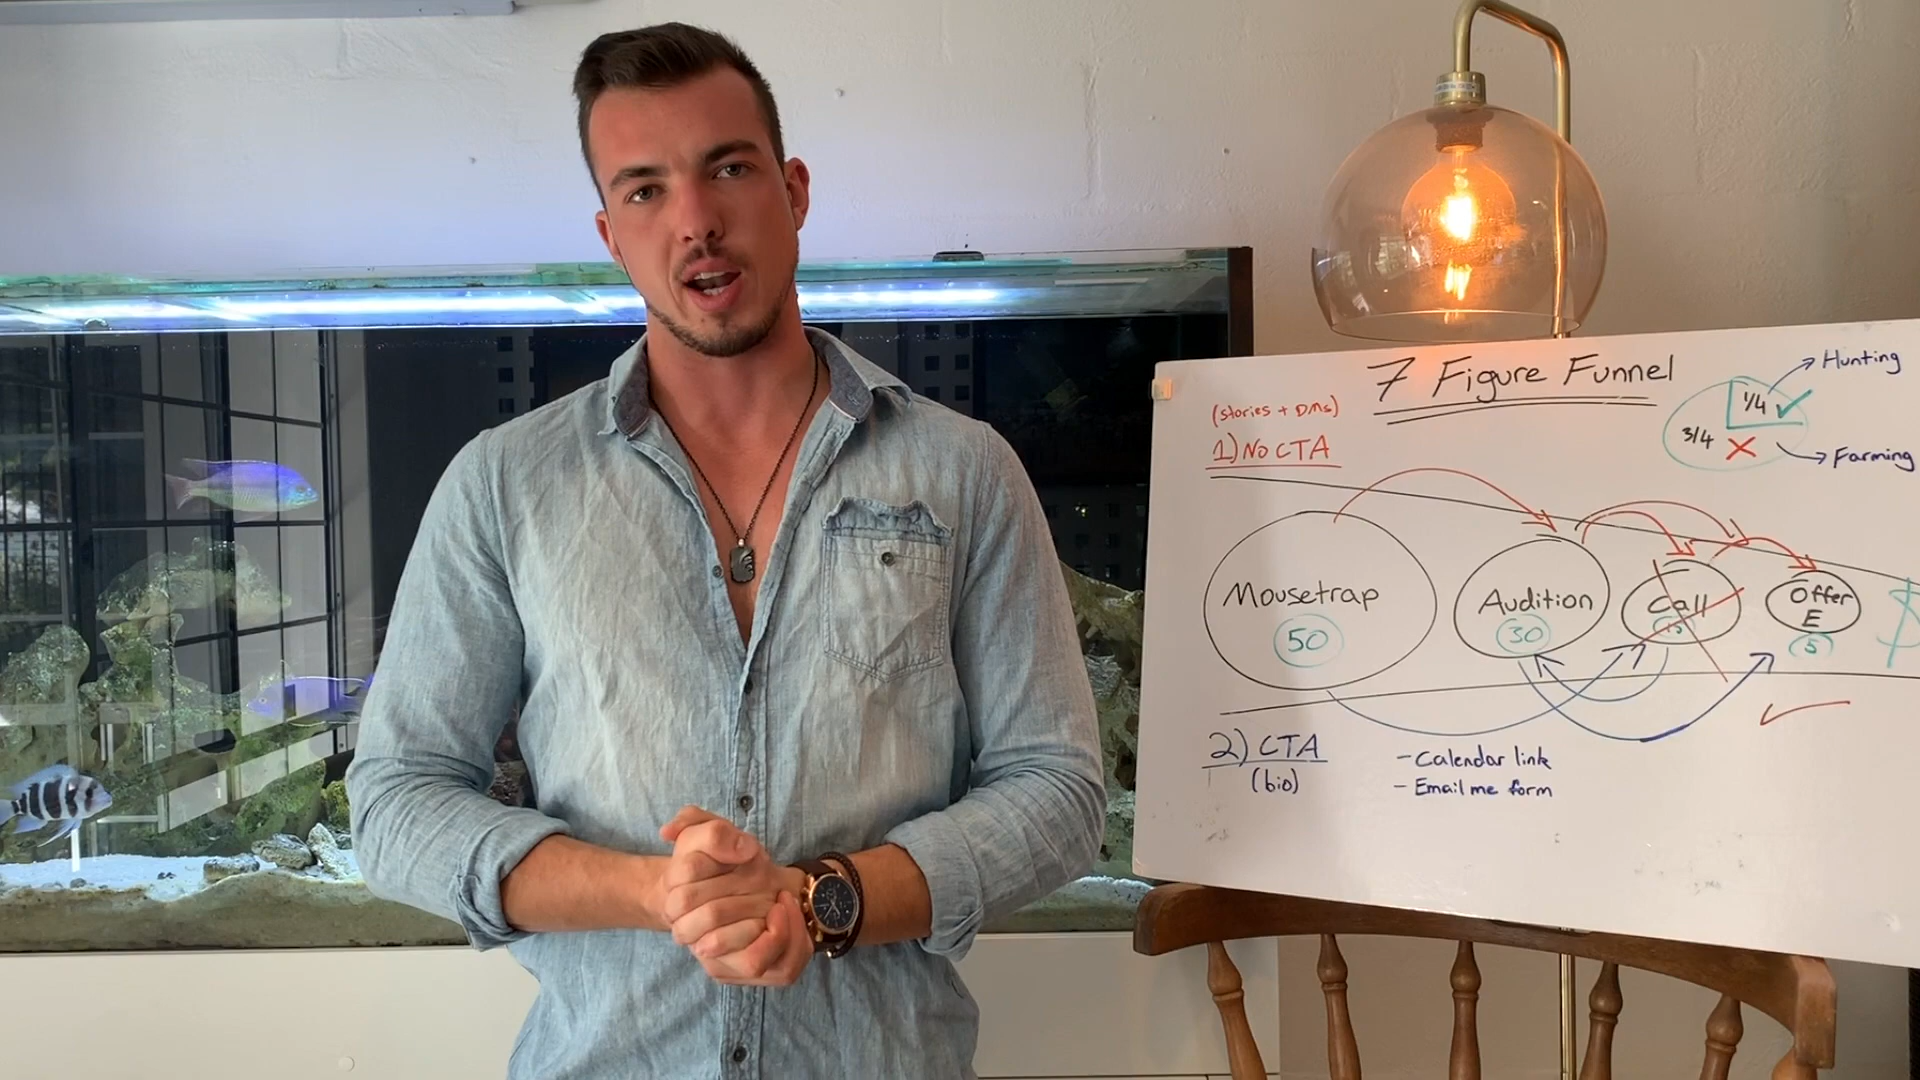 7 Figure Funnel
Hunting
1/4 ✓
3/4 X
Farming
(stories + DMs)
1) No CTA
Mousetrap
50
Audition
30
Call
Offer
E
5
$
2) CTA
(bio)
- Calendar link
- Email me form